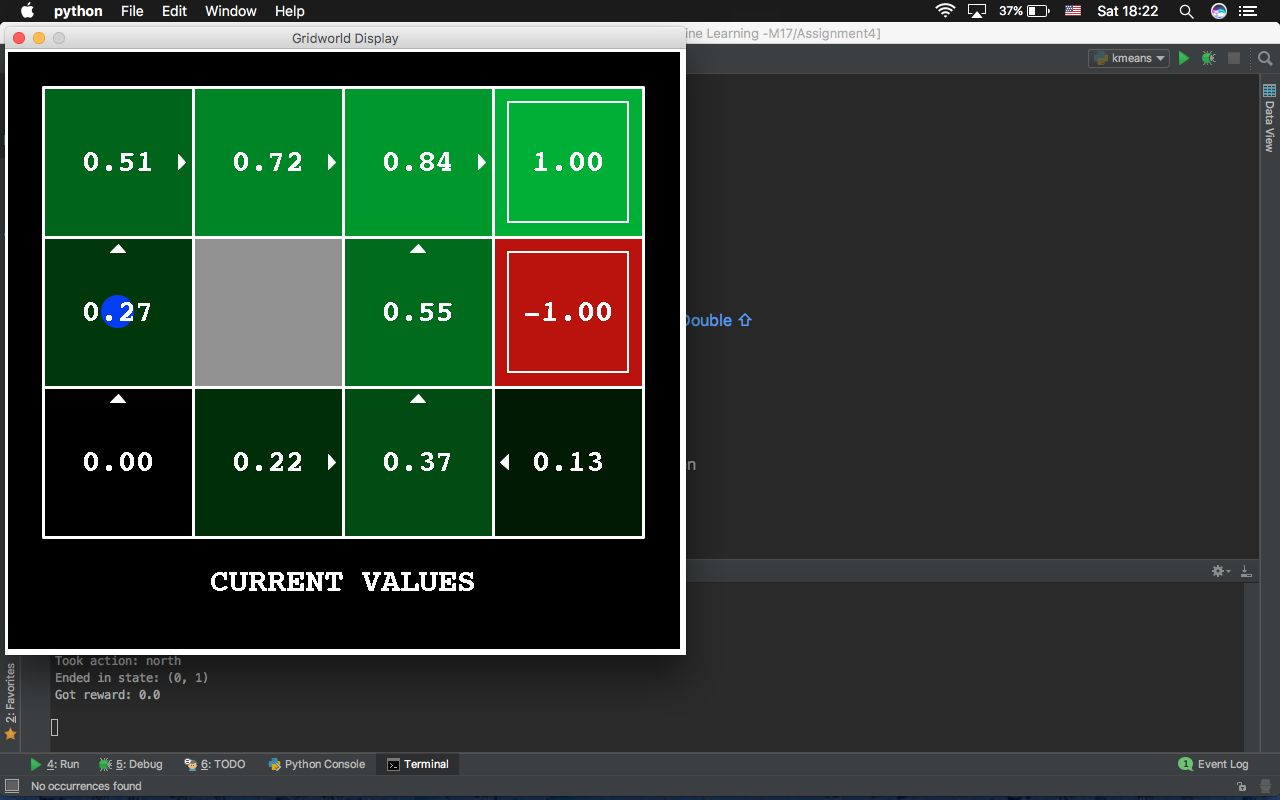 python File Edit Window Help 37% Sat 18:22
Gridworld Display
ine Learning -M17/Assignment4]
kmeans
0.51 0.72 0.84 1.00
0.27 0.55 -1.00
0.00 0.22 0.37 0.13
CURRENT VALUES
Double ⇧
n
Data View
Took action: north
Ended in state: (0, 1)
Got reward: 0.0
2: Favorites
4: Run 5: Debug 6: TODO Python Console Terminal 1 Event Log
No occurrences found